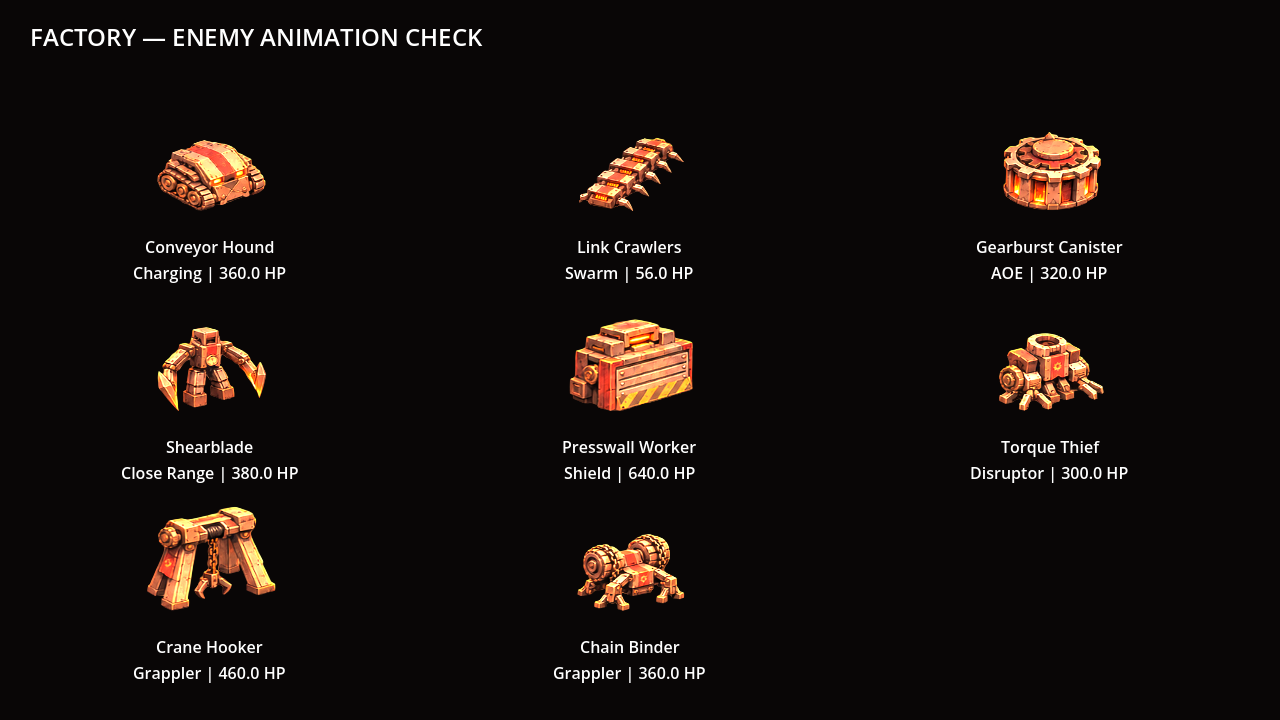 FACTORY — ENEMY ANIMATION CHECK
Conveyor Hound
Charging | 360.0 HP
Link Crawlers
Swarm | 56.0 HP
Gearburst Canister
AOE | 320.0 HP
Shearblade
Close Range | 380.0 HP
Presswall Worker
Shield | 640.0 HP
Torque Thief
Disruptor | 300.0 HP
Crane Hooker
Grappler | 460.0 HP
Chain Binder
Grappler | 360.0 HP